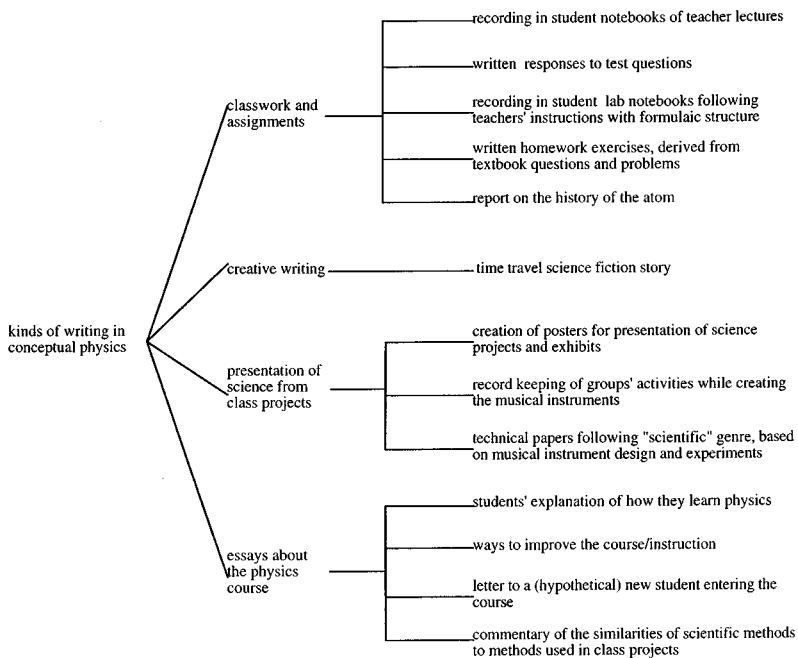 kinds of writing in
conceptual physics
classwork and
assignments
recording in student notebooks of teacher lectures
written responses to test questions
recording in student lab notebooks following
teachers' instructions with formulaic structure
written homework exercises, derived from
textbook questions and problems
report on the history of the atom
creative writing
time travel science fiction story
presentation of
science from
class projects
creation of posters for presentation of science
projects and exhibits
record keeping of groups' activities while creating
the musical instruments
technical papers following "scientific" genre, based
on musical instrument design and experiments
essays about
the physics
course
students' explanation of how they learn physics
ways to improve the course/instruction
letter to a (hypothetical) new student entering the
course
commentary of the similarities of scientific methods
to methods used in class projects